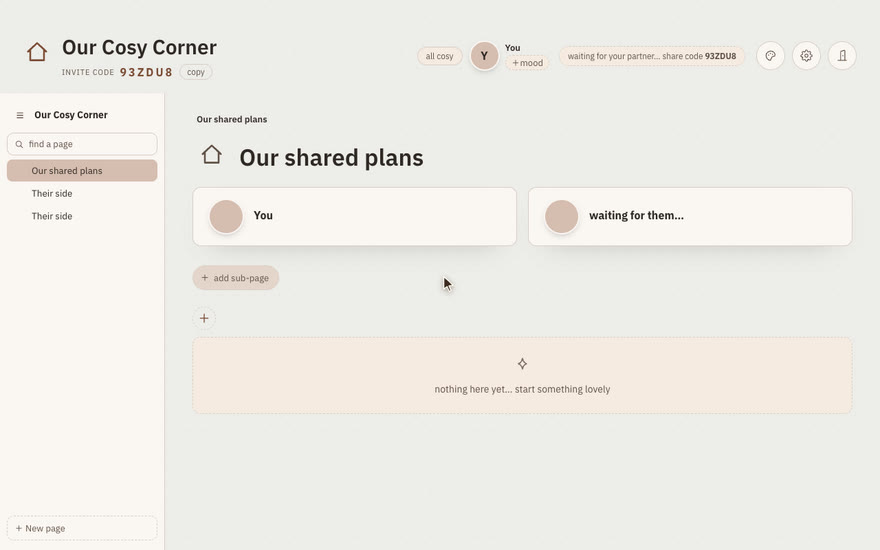 Our Cosy Corner
INVITE CODE 93ZDU8 copy
all cosy
Y
You
+mood
waiting for your partner... share code 93ZDU8
Our Cosy Corner
find a page
Our shared plans
Their side
Their side
+ New page
Our shared plans
Our shared plans
You
waiting for them...
+ add sub-page
+
nothing here yet... start something lovely